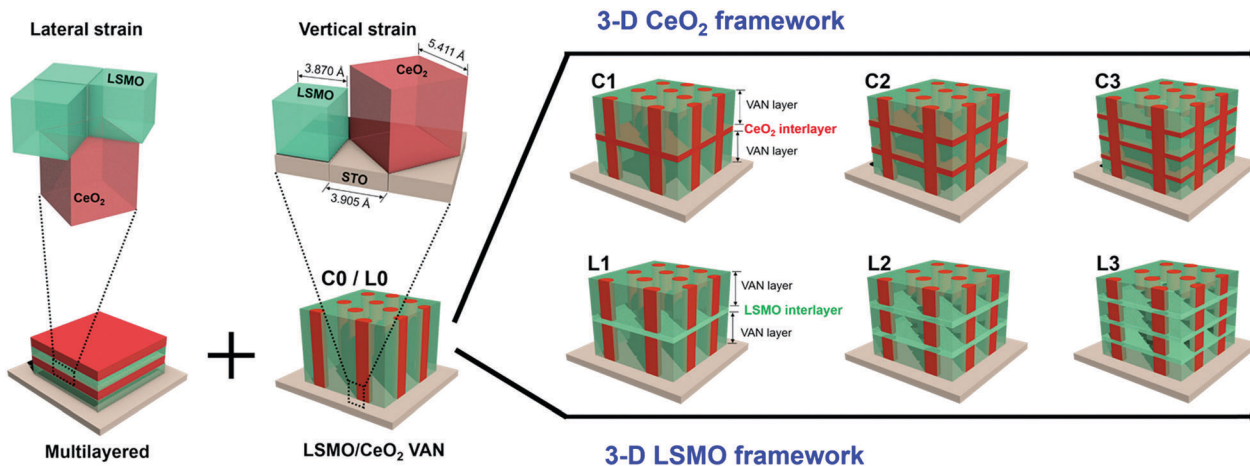 3-D CeO₂ framework
Lateral strain
Vertical strain
LSMO
CeO₂
3.870 Å
5.411 Å
LSMO
CeO₂
STO
3.905 Å
C0 / L0
Multilayered
LSMO/CeO₂ VAN
C1
VAN layer
CeO₂ interlayer
VAN layer
C2
C3
L1
VAN layer
LSMO interlayer
VAN layer
L2
L3
3-D LSMO framework